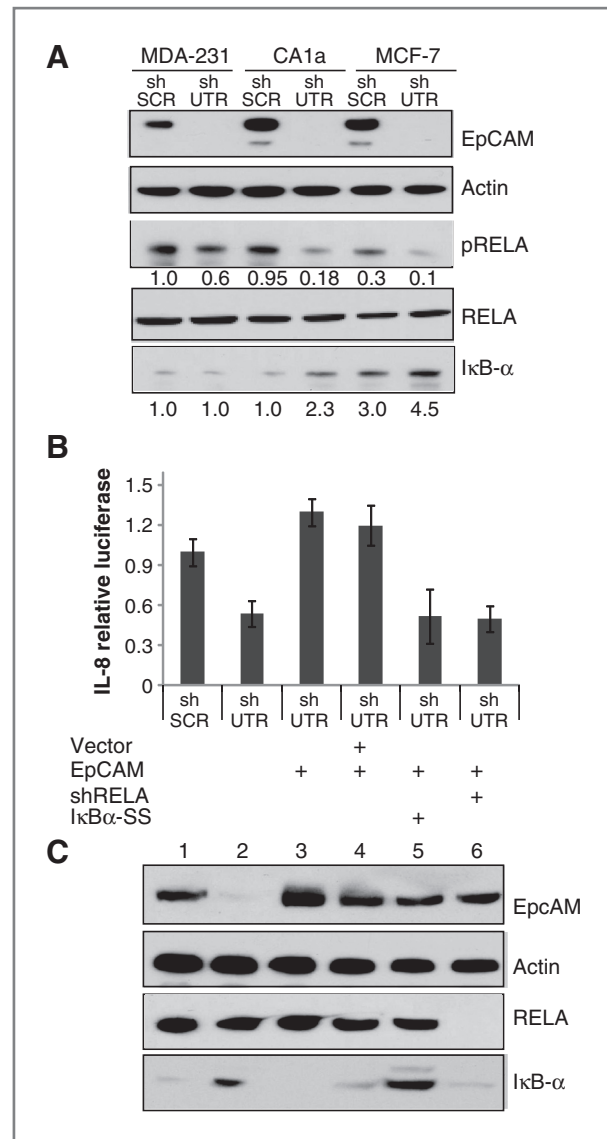 A
MDA-231 CA1a MCF-7
sh SCR sh UTR sh SCR sh UTR sh SCR sh UTR
EpCAM
Actin
pRELA
1.0 0.6 0.95 0.18 0.3 0.1
RELA
IκB-α
1.0 1.0 1.0 2.3 3.0 4.5
B
IL-8 relative luciferase
1.5
1.2
0.9
0.6
0.3
0
sh SCR sh UTR sh UTR sh UTR sh UTR sh UTR
Vector +
EpCAM + + + +
shRELA +
IκBα-SS +
C
1 2 3 4 5 6
EpcAM
Actin
RELA
IκB-α